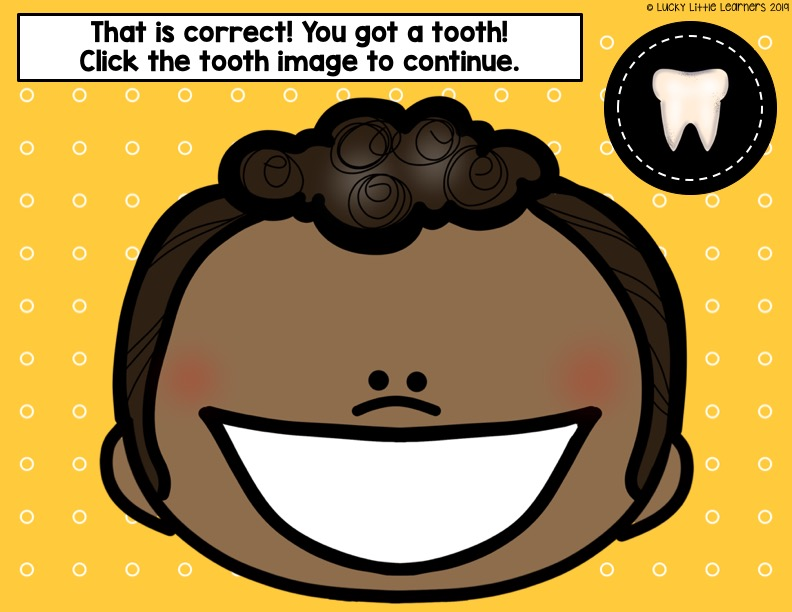 © Lucky Little Learners 2019
That is correct! You got a tooth!
Click the tooth image to continue.